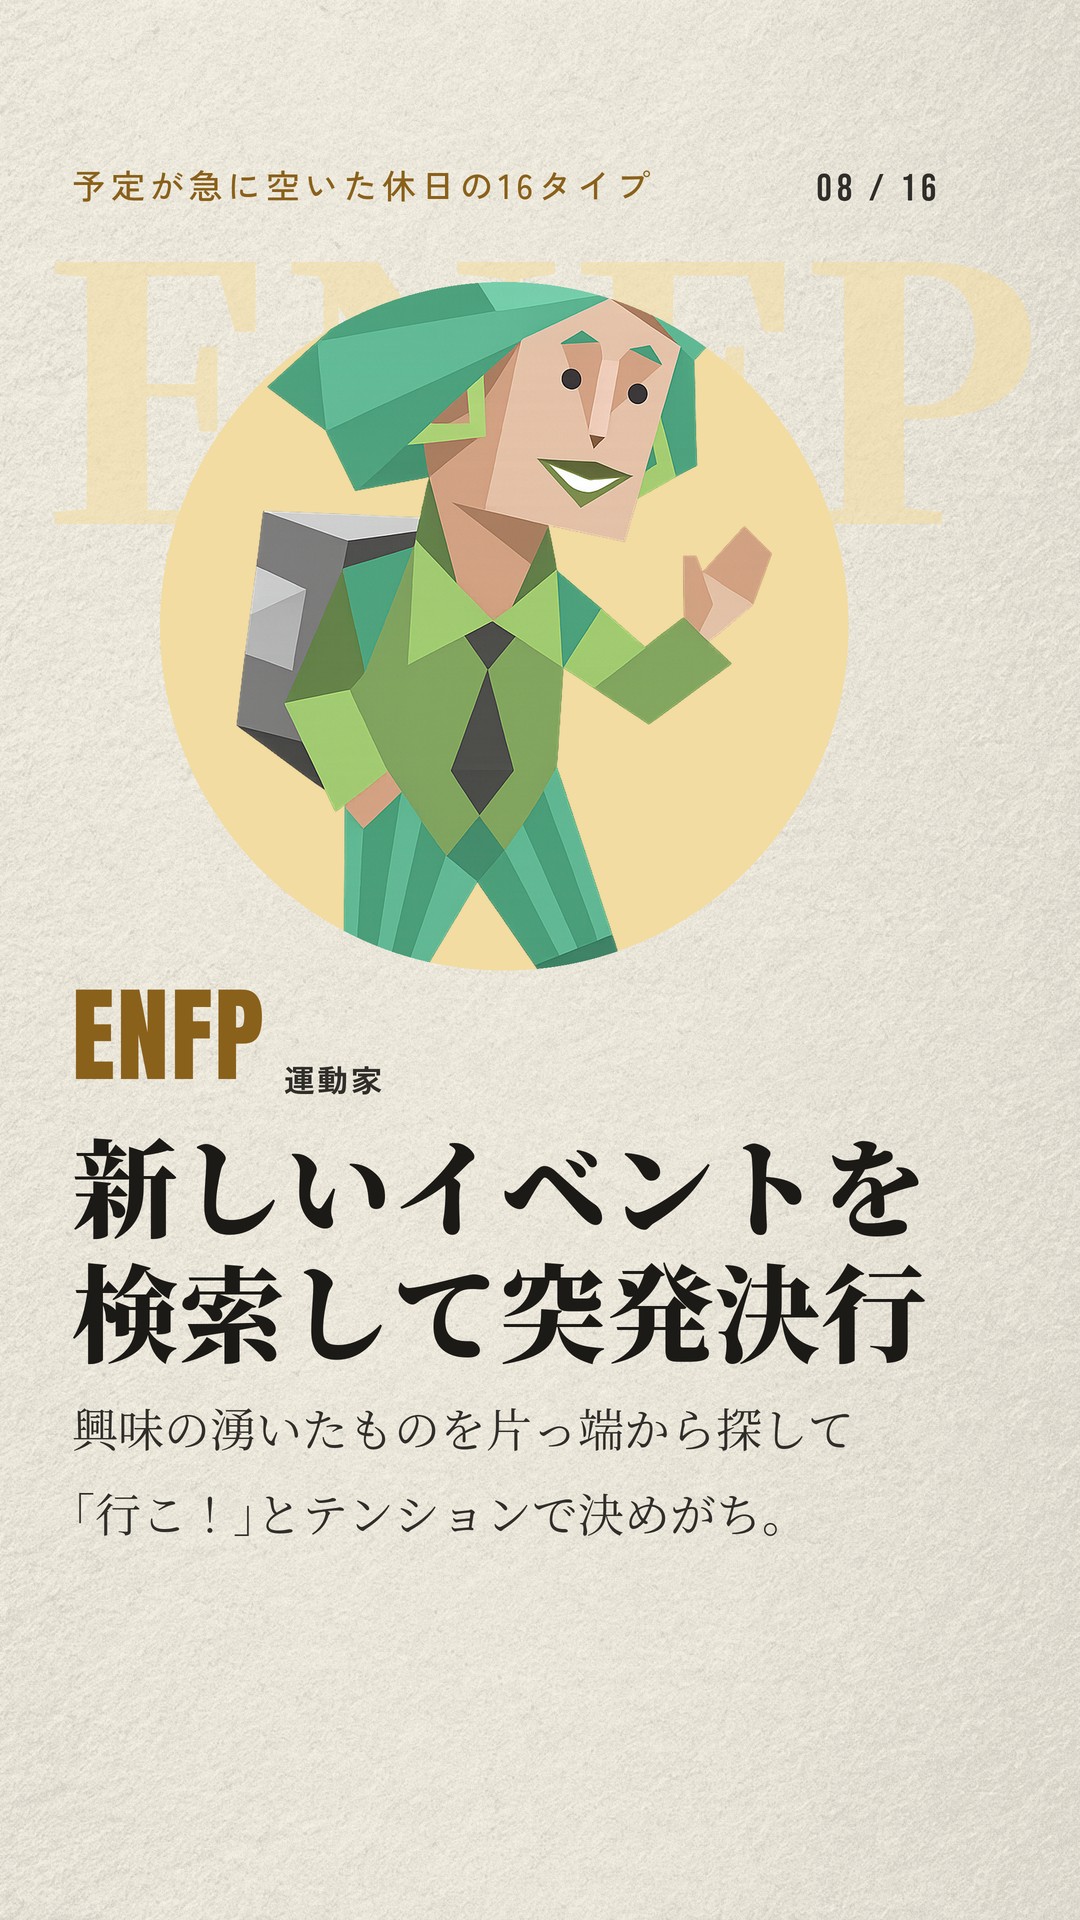 予定が急に空いた休日の16タイプ
08 / 16
ENFP
ENFP
運動家
新しいイベントを
検索して突発決行
興味の湧いたものを片っ端から探して
「行こ！」とテンションで決めがち。